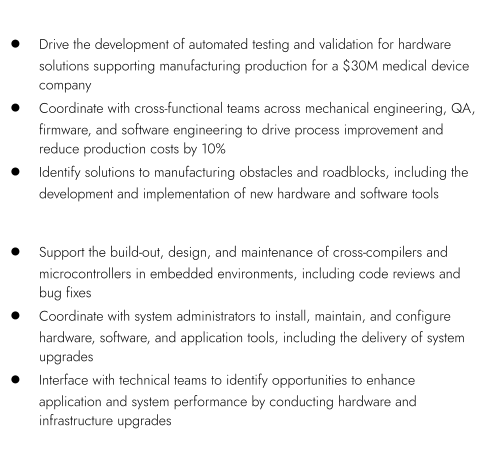 ● Drive the development of automated testing and validation for hardware
solutions supporting manufacturing production for a $30M medical device
company
● Coordinate with cross-functional teams across mechanical engineering, QA,
firmware, and software engineering to drive process improvement and
reduce production costs by 10%
● Identify solutions to manufacturing obstacles and roadblocks, including the
development and implementation of new hardware and software tools
● Support the build-out, design, and maintenance of cross-compilers and
microcontrollers in embedded environments, including code reviews and
bug fixes
● Coordinate with system administrators to install, maintain, and configure
hardware, software, and application tools, including the delivery of system
upgrades
● Interface with technical teams to identify opportunities to enhance
application and system performance by conducting hardware and
infrastructure upgrades